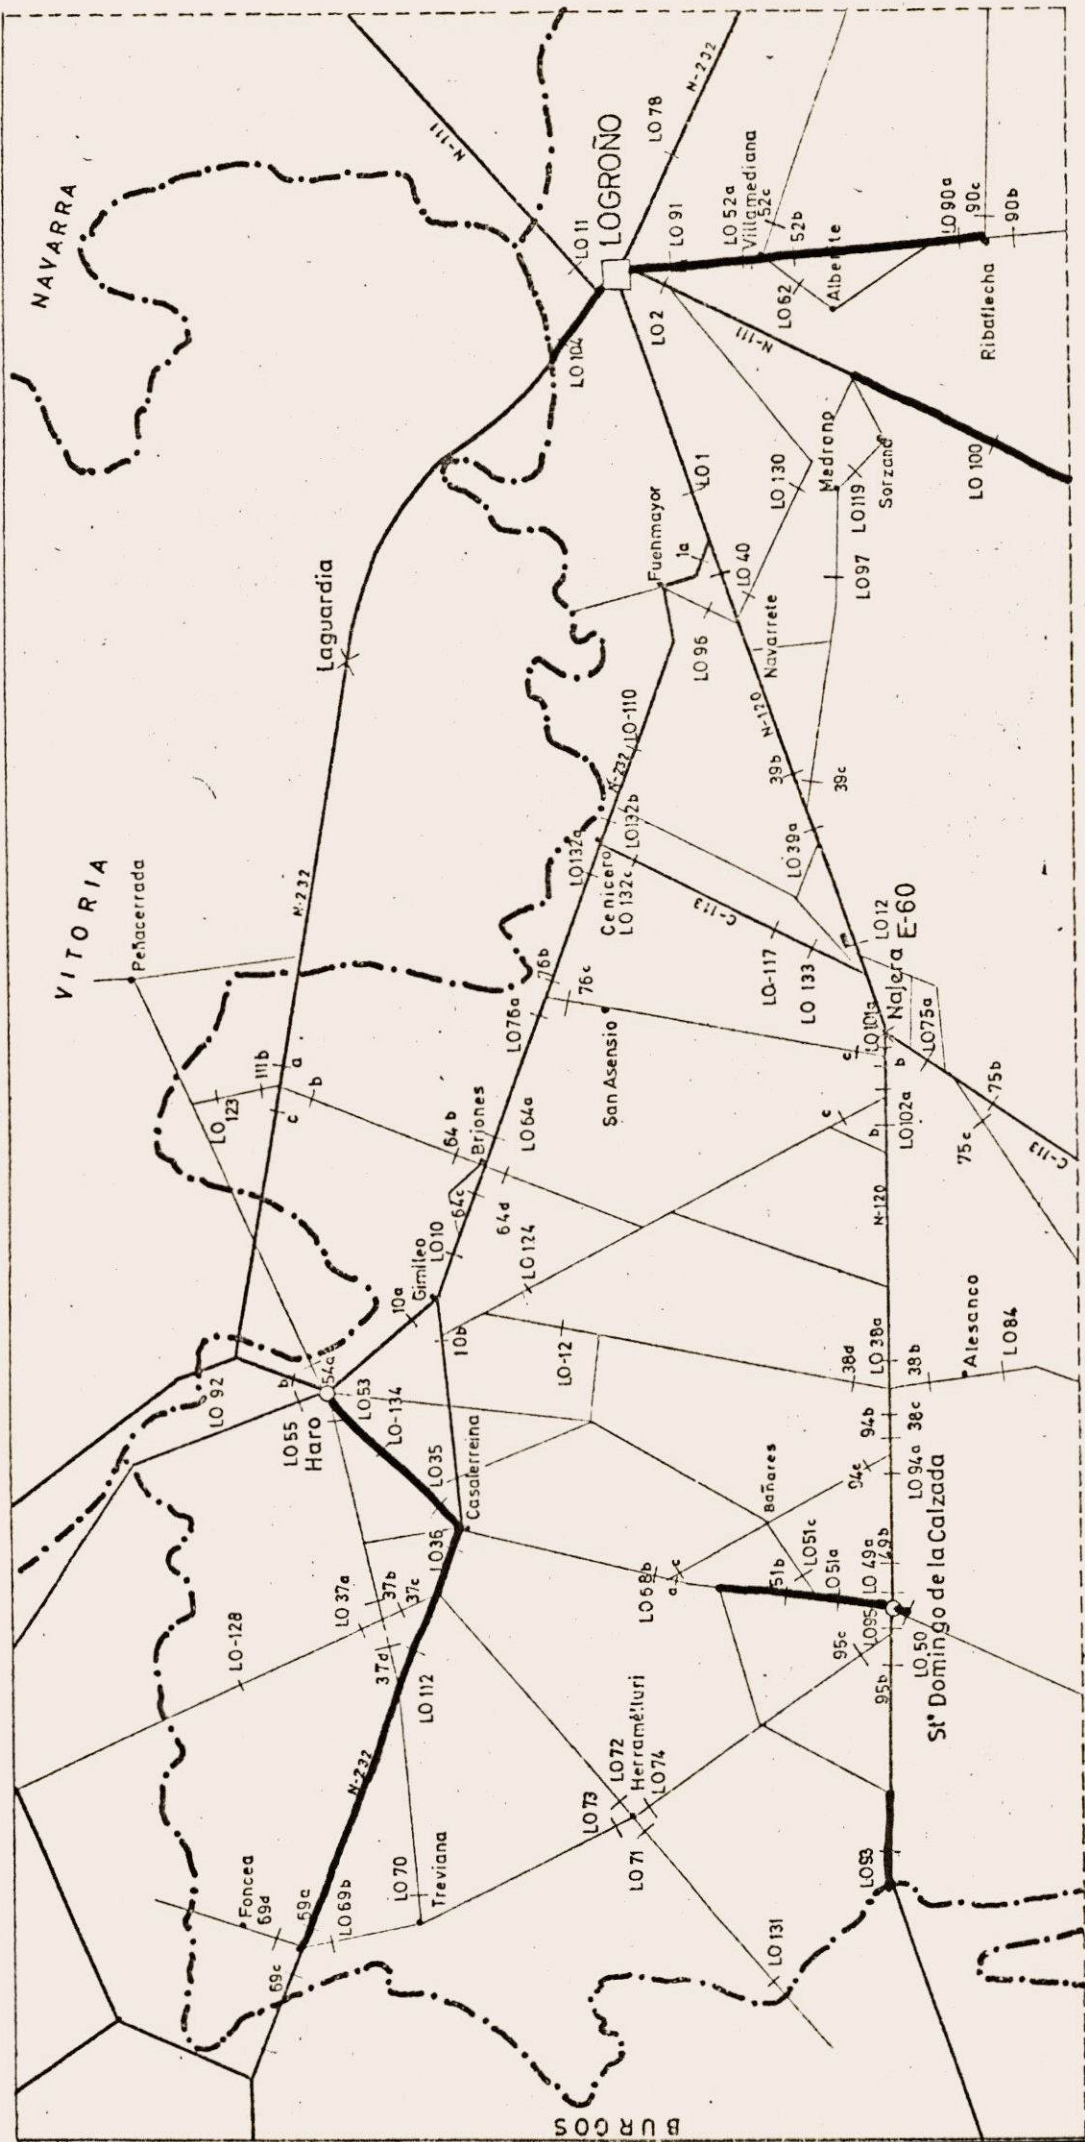 NAVARRA
VITORIA
BURGOS
N-111
N-232
LO 78
LOGROÑO
LO 11
LO 91
LO 2
LO 52a
Villamediana
52c
52b
LO 62
Alberite
LO 90a
90c
90b
Ribaflecha
LO 104
N-111
LO 1
LO 130
Medrano
LO 119
Sorzano
LO 100
Laguardia
Fuenmayor
1a
LO 40
LO 96
LO 97
Navarrete
N-120
39b
39c
LO-110
N-232
LO 132b
LO 132a
Cenicero
LO 132c
LO 39a
C-113
LO-117
LO 133
LO 12
Najera E-60
Peñacerrada
N-232
76b
76c
LO 76a
San Asensio
LO 101a
c
b
LO 75a
75b
75c
C-113
111b
a
b
c
LO 123
64 b
Briones
LO 64a
64c
64d
c
b
LO 102a
N-120
LO 10
LO 124
Gimileo
10a
10b
LO-12
LO 38a
38d
38b
Alesanco
LO 84
38c
LO 92
b
54a
LO 53
LO 55
Haro
LO-134
LO 35
Casalerreina
LO 36
94b
94c
LO 94a
Bañares
LO 51c
LO 51a
51b
LO 68b
a
c
LO 49a
49b
LO 95
95c
95b
LO 50
Stº Domingo de la Calzada
LO-128
LO 37a
37b
37c
37d
LO 112
N-232
LO 72
Herramélluri
LO 74
LO 73
LO 71
LO 70
Treviana
Foncea
69d
59a
LO 69b
69c
LO 131
LO 93